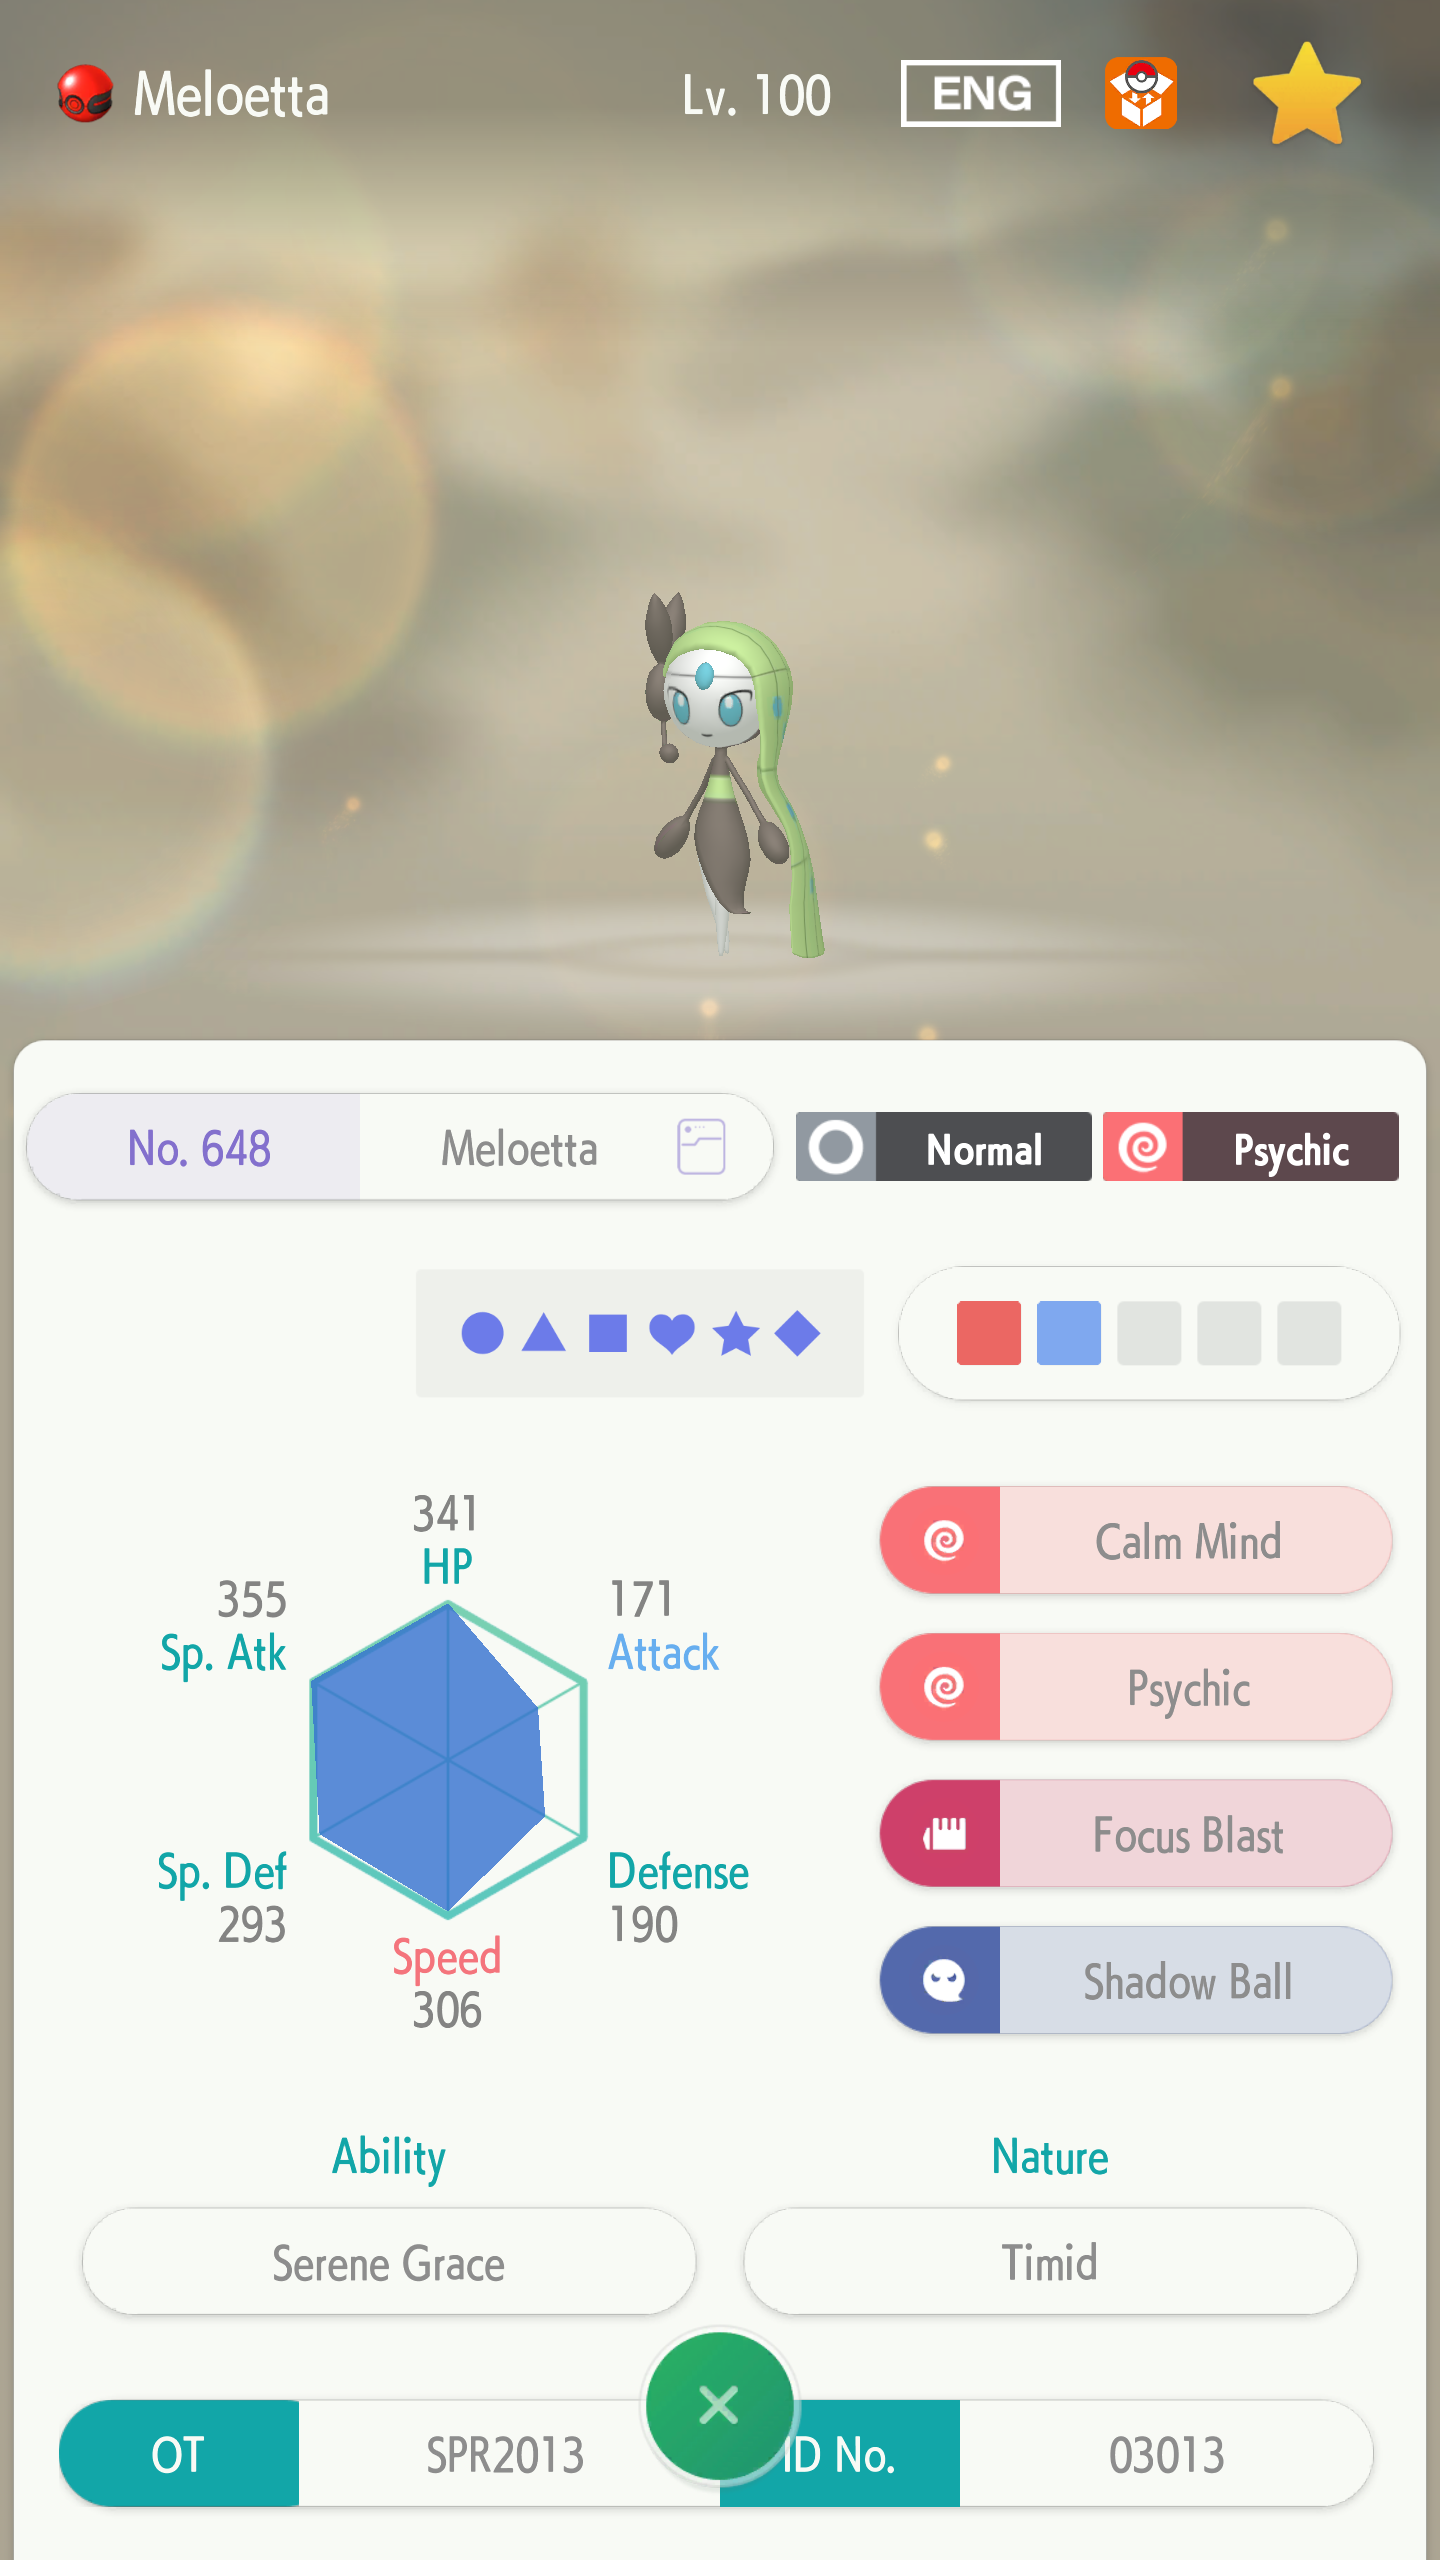 Meloetta Lv. 100 ENG
No. 648 Meloetta Normal Psychic
341
HP
355
Sp. Atk
171
Attack
Sp. Def
293
Defense
190
Speed
306
Calm Mind
Psychic
Focus Blast
Shadow Ball
Ability
Serene Grace
Nature
Timid
OT SPR2013 ID No. 03013